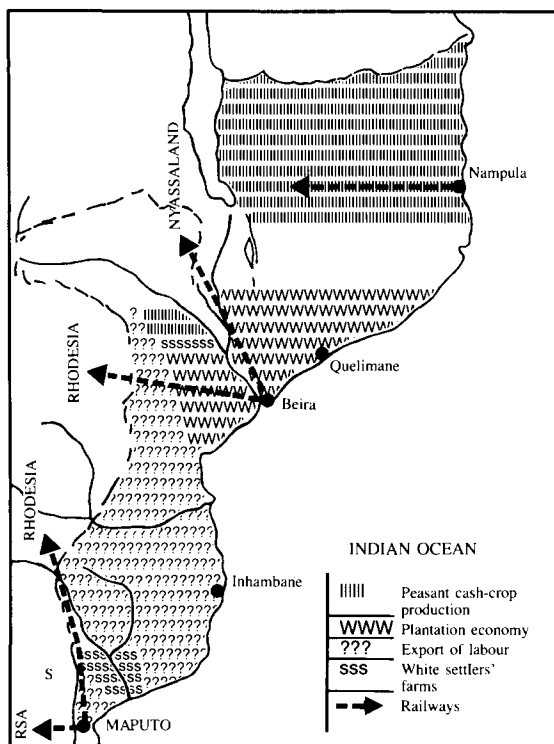 NYASSALAND
Nampula
RHODESIA
Quelimane
Beira
RHODESIA
INDIAN OCEAN
Inhambane
Peasant cash-crop
production
Plantation economy
??? Export of labour
SSS White settlers'
farms
Railways
S
RSA
MAPUTO